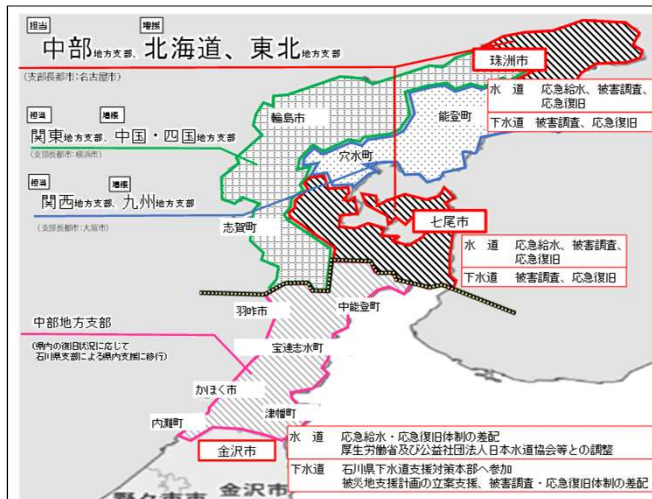 担当 増援
中部地方支部、北海道、東北地方支部
(支部長都市:名古屋市)
担当 増援
関東地方支部、中国・四国地方支部
(支部長都市:横浜市)
担当 増援
関西地方支部、九州地方支部
(支部長都市:大阪市)
珠洲市
水 道 応急給水、被害調査、
応急復旧
下水道 被害調査、応急復旧
輪島市
能登町
穴水町
志賀町
七尾市
水 道 応急給水、被害調査、
応急復旧
下水道 被害調査、応急復旧
羽咋市
中能登町
中部地方支部
(県内の復旧状況に応じて
石川県支部による県内支援に移行)
宝達志水町
かほく市
津幡町
内灘町
金沢市
水 道 応急給水・応急復旧体制の差配
厚生労働省及び公益社団法人日本水道協会等との調整
下水道 石川県下水道支援対策本部へ参加
被災地支援計画の立案支援、被害調査・応急復旧体制の差配
野々市市
金沢市